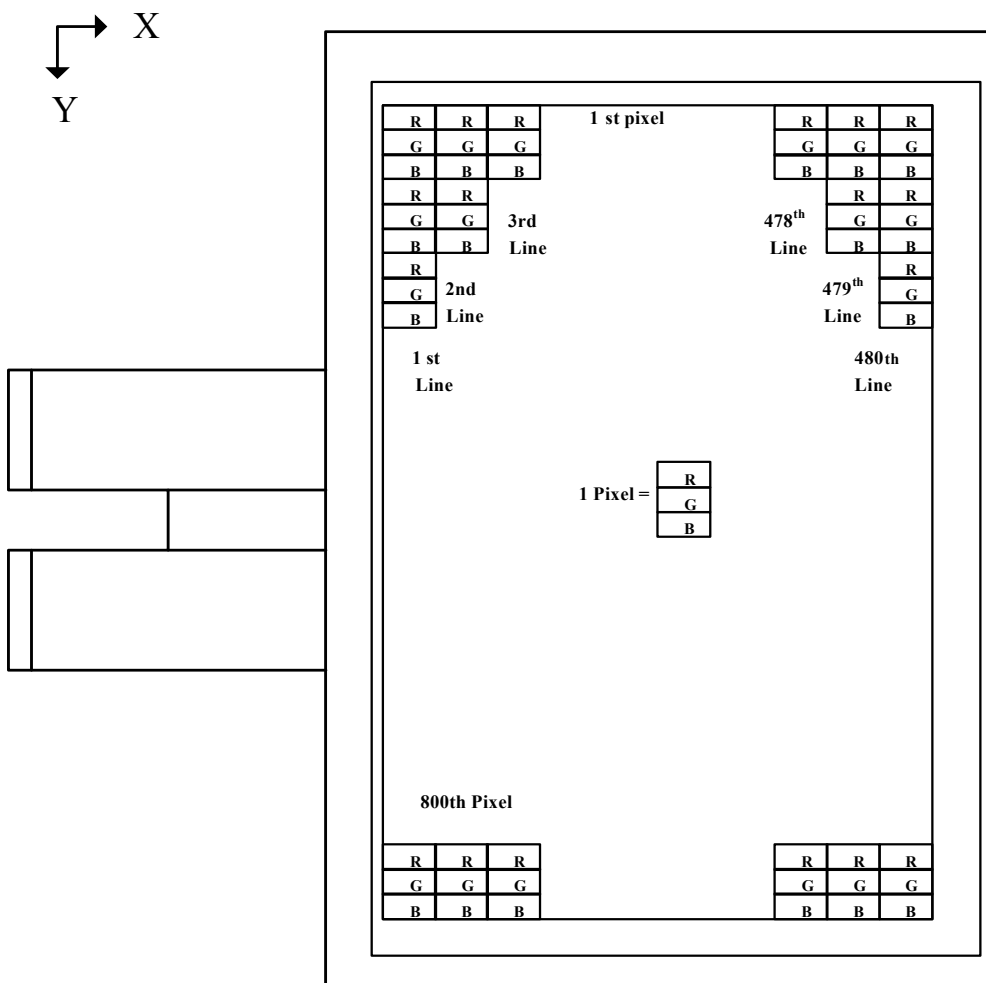 X
Y
R R R 1 st pixel R R R
G G G G G G
B B B B B B
R R R R
G G 3rd 478th G G
B B Line Line B B
R R
G 2nd 479th G
B Line Line B
1 st 480th
Line Line
R
1 Pixel = G
B
800th Pixel
R R R R R R
G G G G G G
B B B B B B